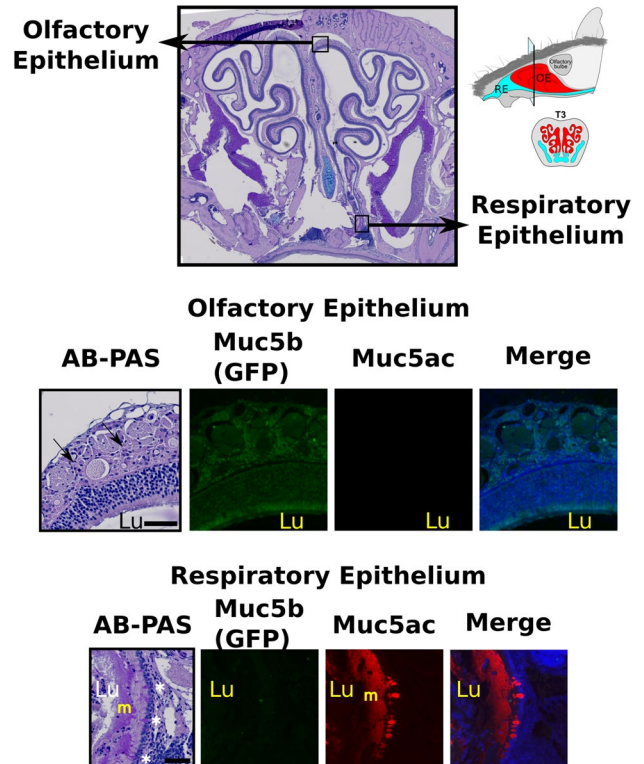 Olfactory
Epithelium
Olfactory
bulbe
OE
RE
T3
Respiratory
Epithelium
Olfactory Epithelium
AB-PAS
Muc5b
(GFP)
Muc5ac
Merge
Lu
Lu
Lu
Lu
Respiratory Epithelium
AB-PAS
Muc5b
(GFP)
Muc5ac
Merge
Lu
m
*
*
*
Lu
Lu
m
Lu